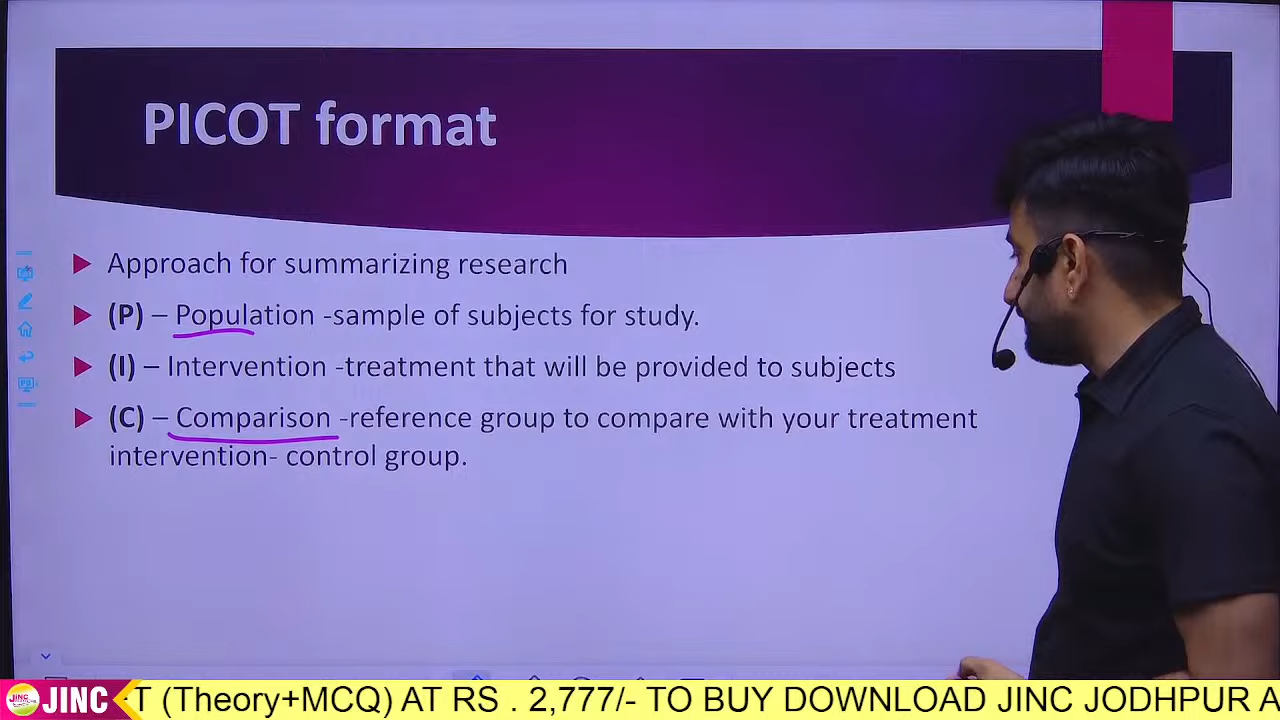 PICOT format
Approach for summarizing research
(P) – Population -sample of subjects for study.
(I) – Intervention -treatment that will be provided to subjects
(C) – Comparison -reference group to compare with your treatment
intervention- control group.
JINC T (Theory+MCQ) AT RS . 2,777/- TO BUY DOWNLOAD JINC JODHPUR A